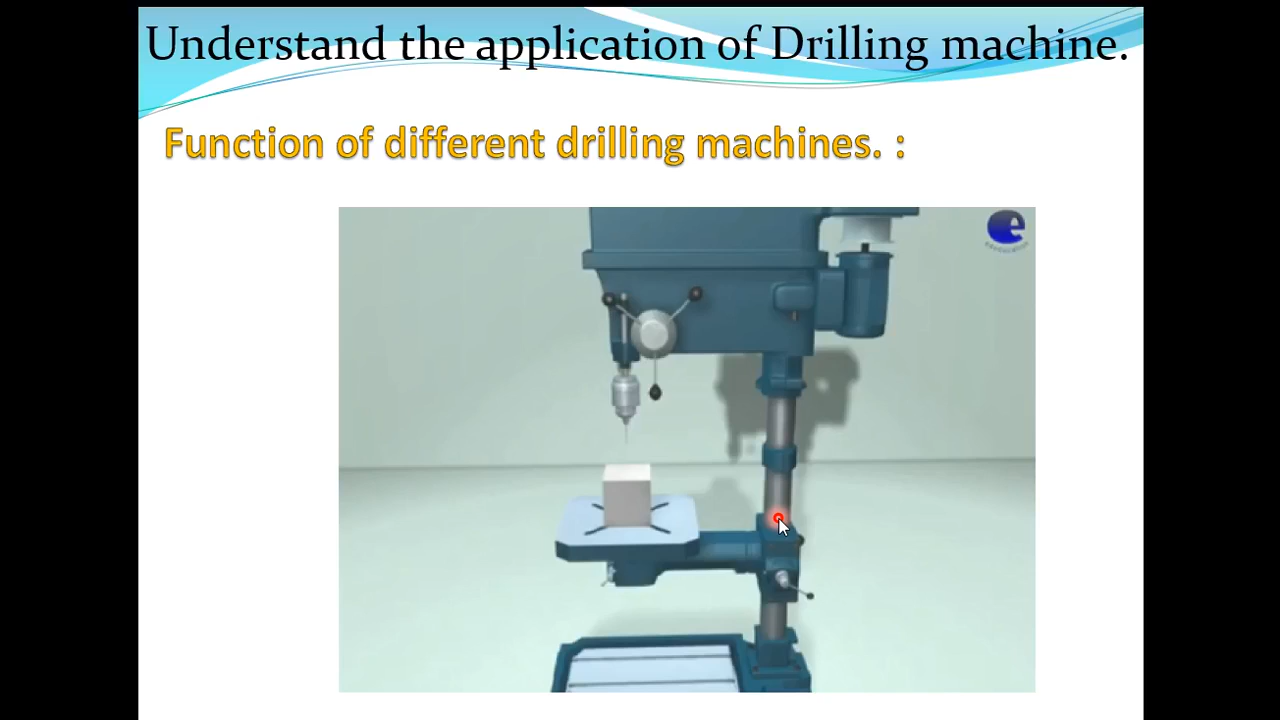 Understand the application of Drilling machine.
Function of different drilling machines. :
e